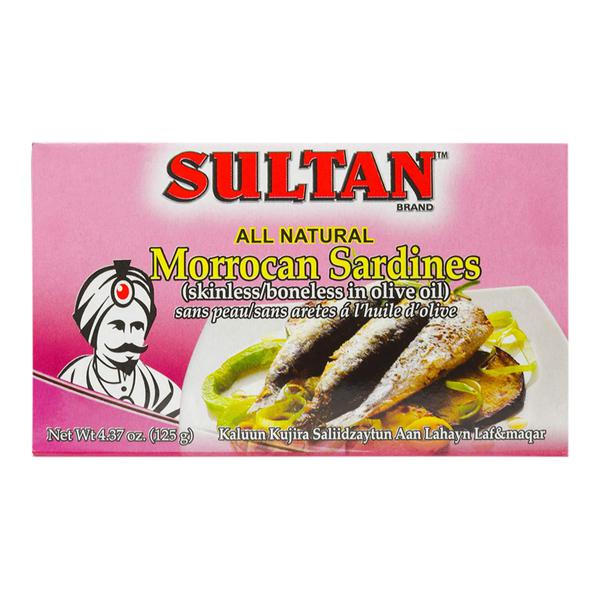 SULTAN™
BRAND
ALL NATURAL
Morrocan Sardines
(skinless/boneless in olive oil)
sans peau/sans aretes á l'huile d'olive
Net Wt 4.37 oz. (125 g)
Kaluun Kujira Saliidzaytun Aan Lahayn Laf&maqar